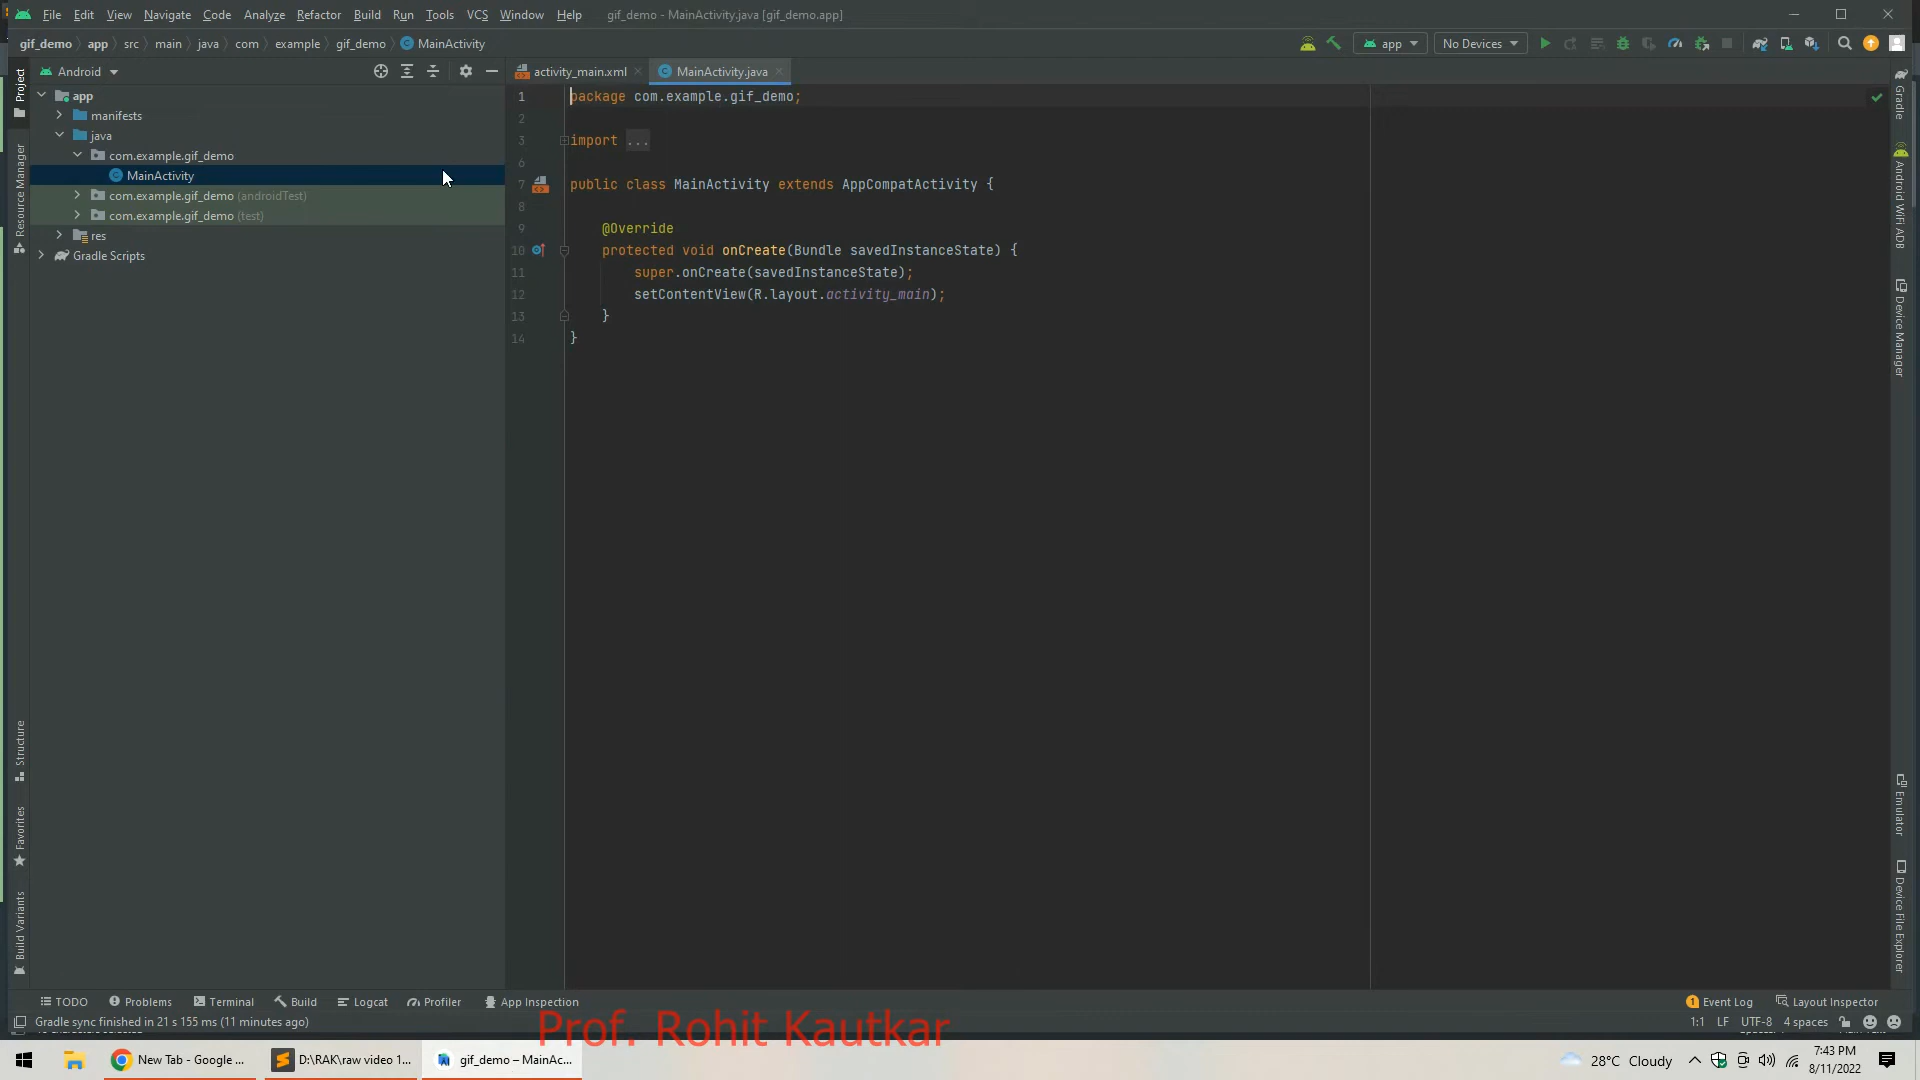 File Edit View Navigate Code Analyze Refactor Build Run Tools VCS Window Help gif_demo - MainActivity.java [gif_demo.app]
gif_demo app src main java com example gif_demo MainActivity
app No Devices
Project
Android
activity_main.xml MainActivity.java
app
manifests
java
com.example.gif_demo
MainActivity
com.example.gif_demo (androidTest)
com.example.gif_demo (test)
res
Gradle Scripts
Resource Manager
Structure
Favorites
Build Variants
1 package com.example.gif_demo;
2
3 import ...
6
7 public class MainActivity extends AppCompatActivity {
8
9 @Override
10 protected void onCreate(Bundle savedInstanceState) {
11 super.onCreate(savedInstanceState);
12 setContentView(R.layout.activity_main);
13 }
14 }
Gradle
Android WiFi ADB
Device Manager
Emulator
Device File Explorer
TODO Problems Terminal Build Logcat Profiler App Inspection
1 Event Log Layout Inspector
Gradle sync finished in 21 s 155 ms (11 minutes ago)
1:1 LF UTF-8 4 spaces
Prof. Rohit Kautkar
New Tab - Google ... D:\RAK\raw video 1... gif_demo – MainAc...
28°C Cloudy
7:43 PM
8/11/2022